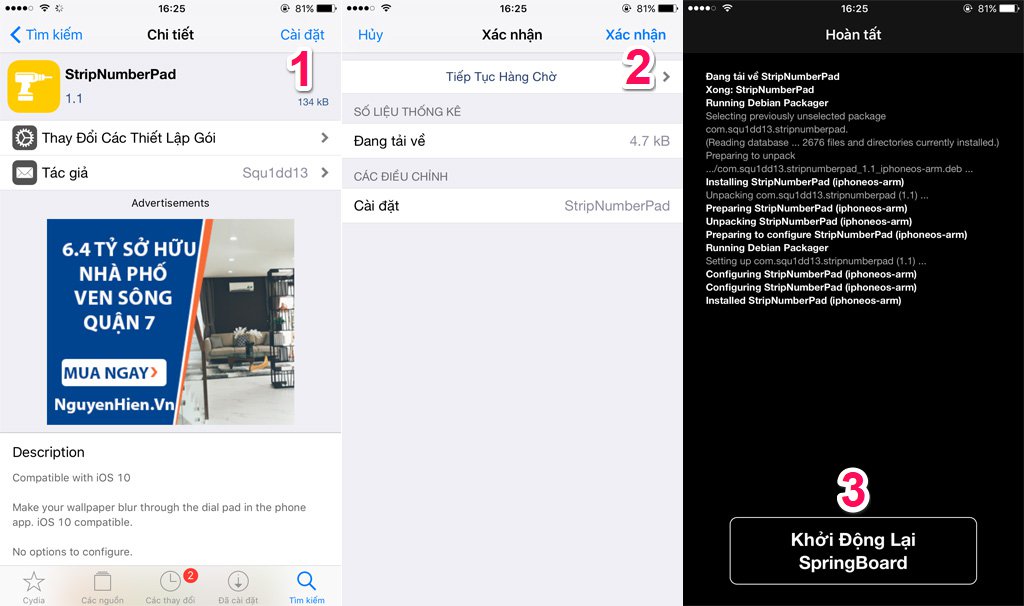 16:25
81%
Tìm kiếm
Chi tiết
Cài đặt
1
StripNumberPad
1.1
134 kB
Thay Đổi Các Thiết Lập Gói
Tác giả
Squ1dd13
Advertisements
6.4 TỶ SỞ HỮU
NHÀ PHỐ
VEN SÔNG
QUẬN 7
MUA NGAY
NguyenHien.Vn
Description
Compatible with iOS 10
Make your wallpaper blur through the dial pad in the phone
app. iOS 10 compatible.
No options to configure.
2
Cydia
Các nguồn
Các thay đổi
Đã cài đặt
Tìm kiếm
16:25
81%
Hủy
Xác nhận
Xác nhận
2
Tiếp Tục Hàng Chờ
SỐ LIỆU THỐNG KÊ
Đang tải về
4.7 kB
CÁC ĐIỀU CHỈNH
Cài đặt
StripNumberPad
16:25
81%
Hoàn tất
Đang tải về StripNumberPad
Xong: StripNumberPad
Running Debian Packager
Selecting previously unselected package
com.squ1dd13.stripnumberpad.
(Reading database ... 2676 files and directories currently installed.)
Preparing to unpack
.../com.squ1dd13.stripnumberpad_1.1_iphoneos-arm.deb ...
Installing StripNumberPad (iphoneos-arm)
Unpacking com.squ1dd13.stripnumberpad (1.1) ...
Preparing StripNumberPad (iphoneos-arm)
Unpacking StripNumberPad (iphoneos-arm)
Preparing to configure StripNumberPad (iphoneos-arm)
Running Debian Packager
Setting up com.squ1dd13.stripnumberpad (1.1) ...
Configuring StripNumberPad (iphoneos-arm)
Configuring StripNumberPad (iphoneos-arm)
Installed StripNumberPad (iphoneos-arm)
3
Khởi Động Lại
SpringBoard